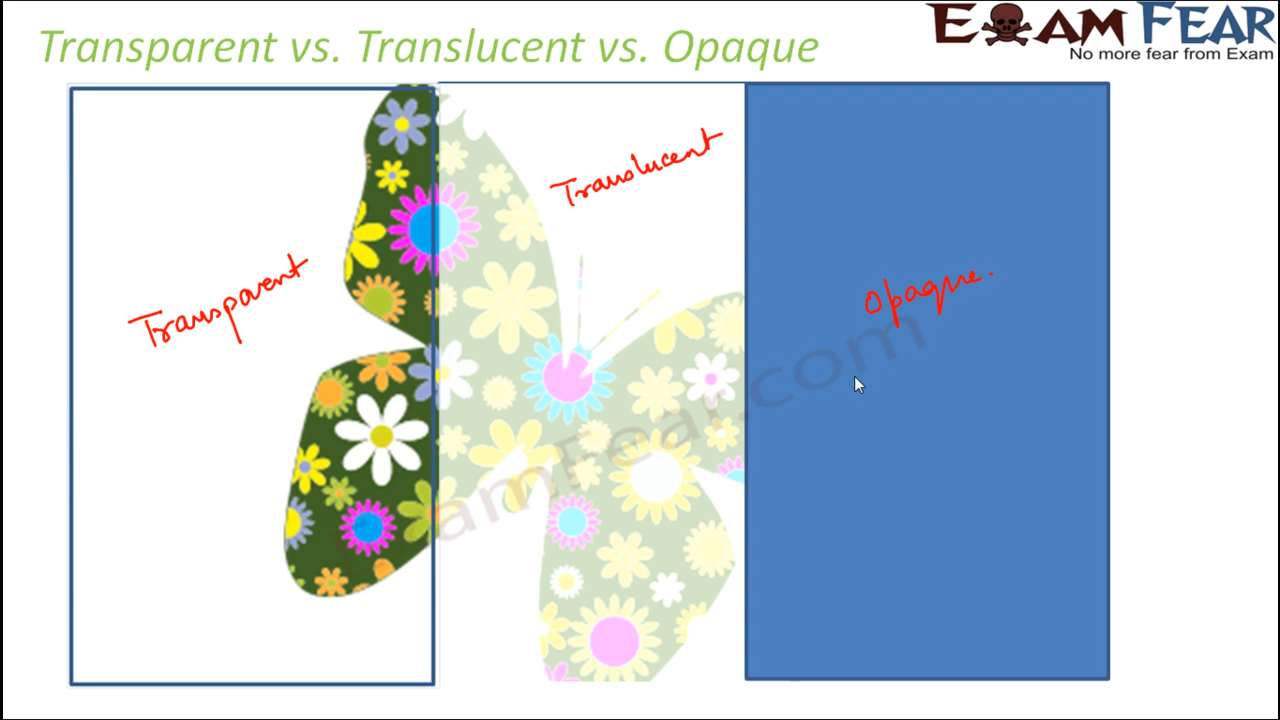 Transparent vs. Translucent vs. Opaque
EXAM FEAR
No more fear from Exam
Translucent
Transparent
Opaque.
ExamFear.com